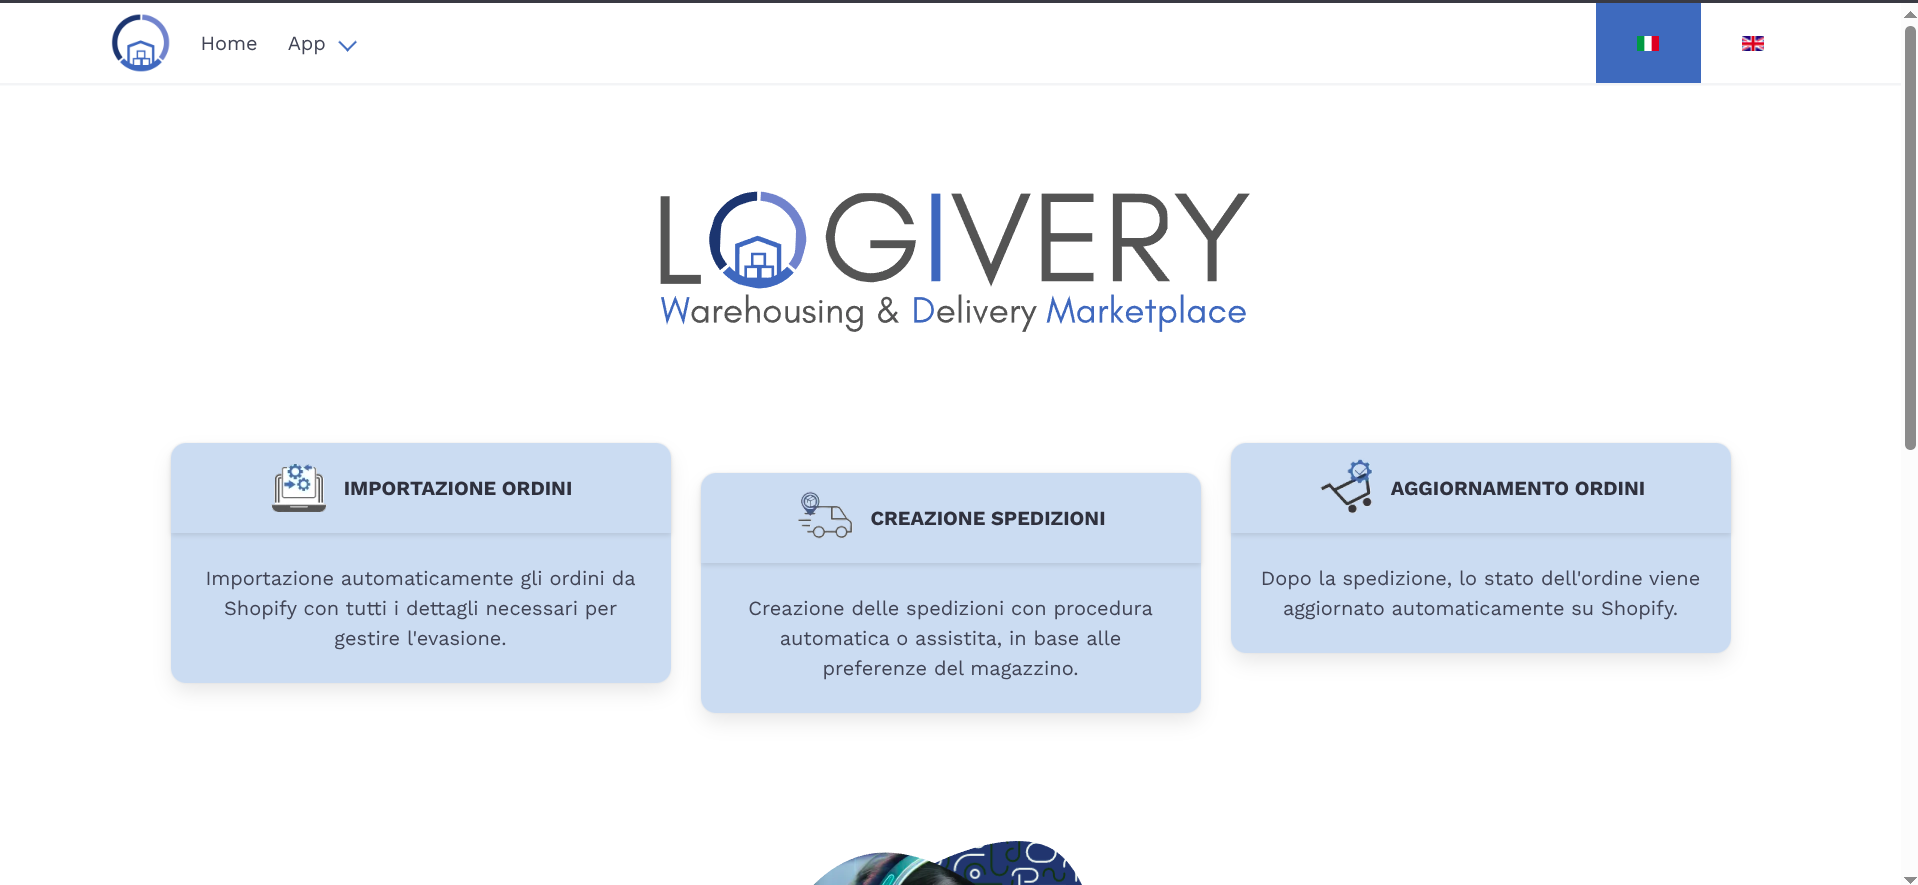 Home
App
LOGIVERY
Warehousing & Delivery Marketplace
IMPORTAZIONE ORDINI
Importazione automaticamente gli ordini da
Shopify con tutti i dettagli necessari per
gestire l'evasione.
CREAZIONE SPEDIZIONI
Creazione delle spedizioni con procedura
automatica o assistita, in base alle
preferenze del magazzino.
AGGIORNAMENTO ORDINI
Dopo la spedizione, lo stato dell'ordine viene
aggiornato automaticamente su Shopify.